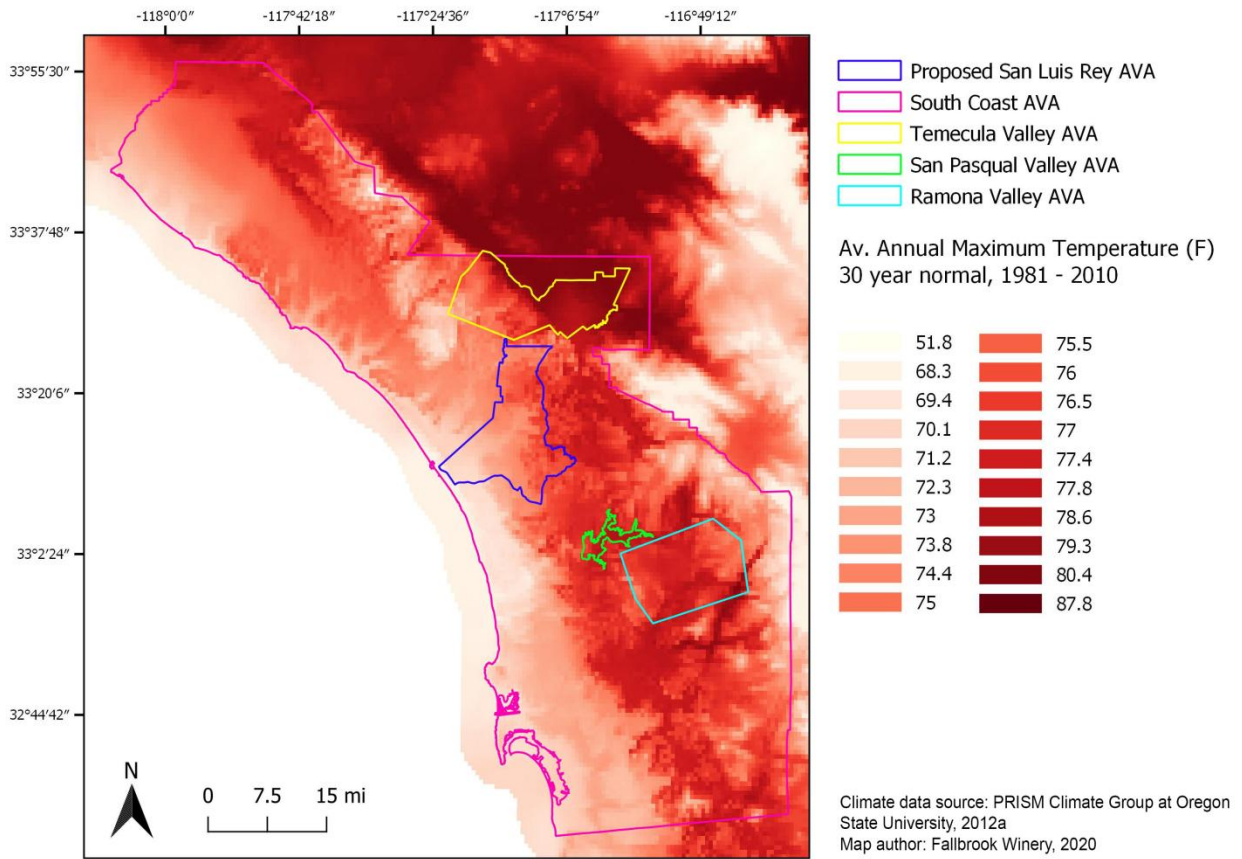 -118°0′0″
-117°42′18″
-117°24′36″
-117°6′54″
-116°49′12″
33°55′30″
33°37′48″
33°20′6″
33°2′24″
32°44′42″
N
0 7.5 15 mi
Proposed San Luis Rey AVA
South Coast AVA
Temecula Valley AVA
San Pasqual Valley AVA
Ramona Valley AVA
Av. Annual Maximum Temperature (F)
30 year normal, 1981 - 2010
51.8
68.3
69.4
70.1
71.2
72.3
73
73.8
74.4
75
75.5
76
76.5
77
77.4
77.8
78.6
79.3
80.4
87.8
Climate data source: PRISM Climate Group at Oregon
State University, 2012a
Map author: Fallbrook Winery, 2020